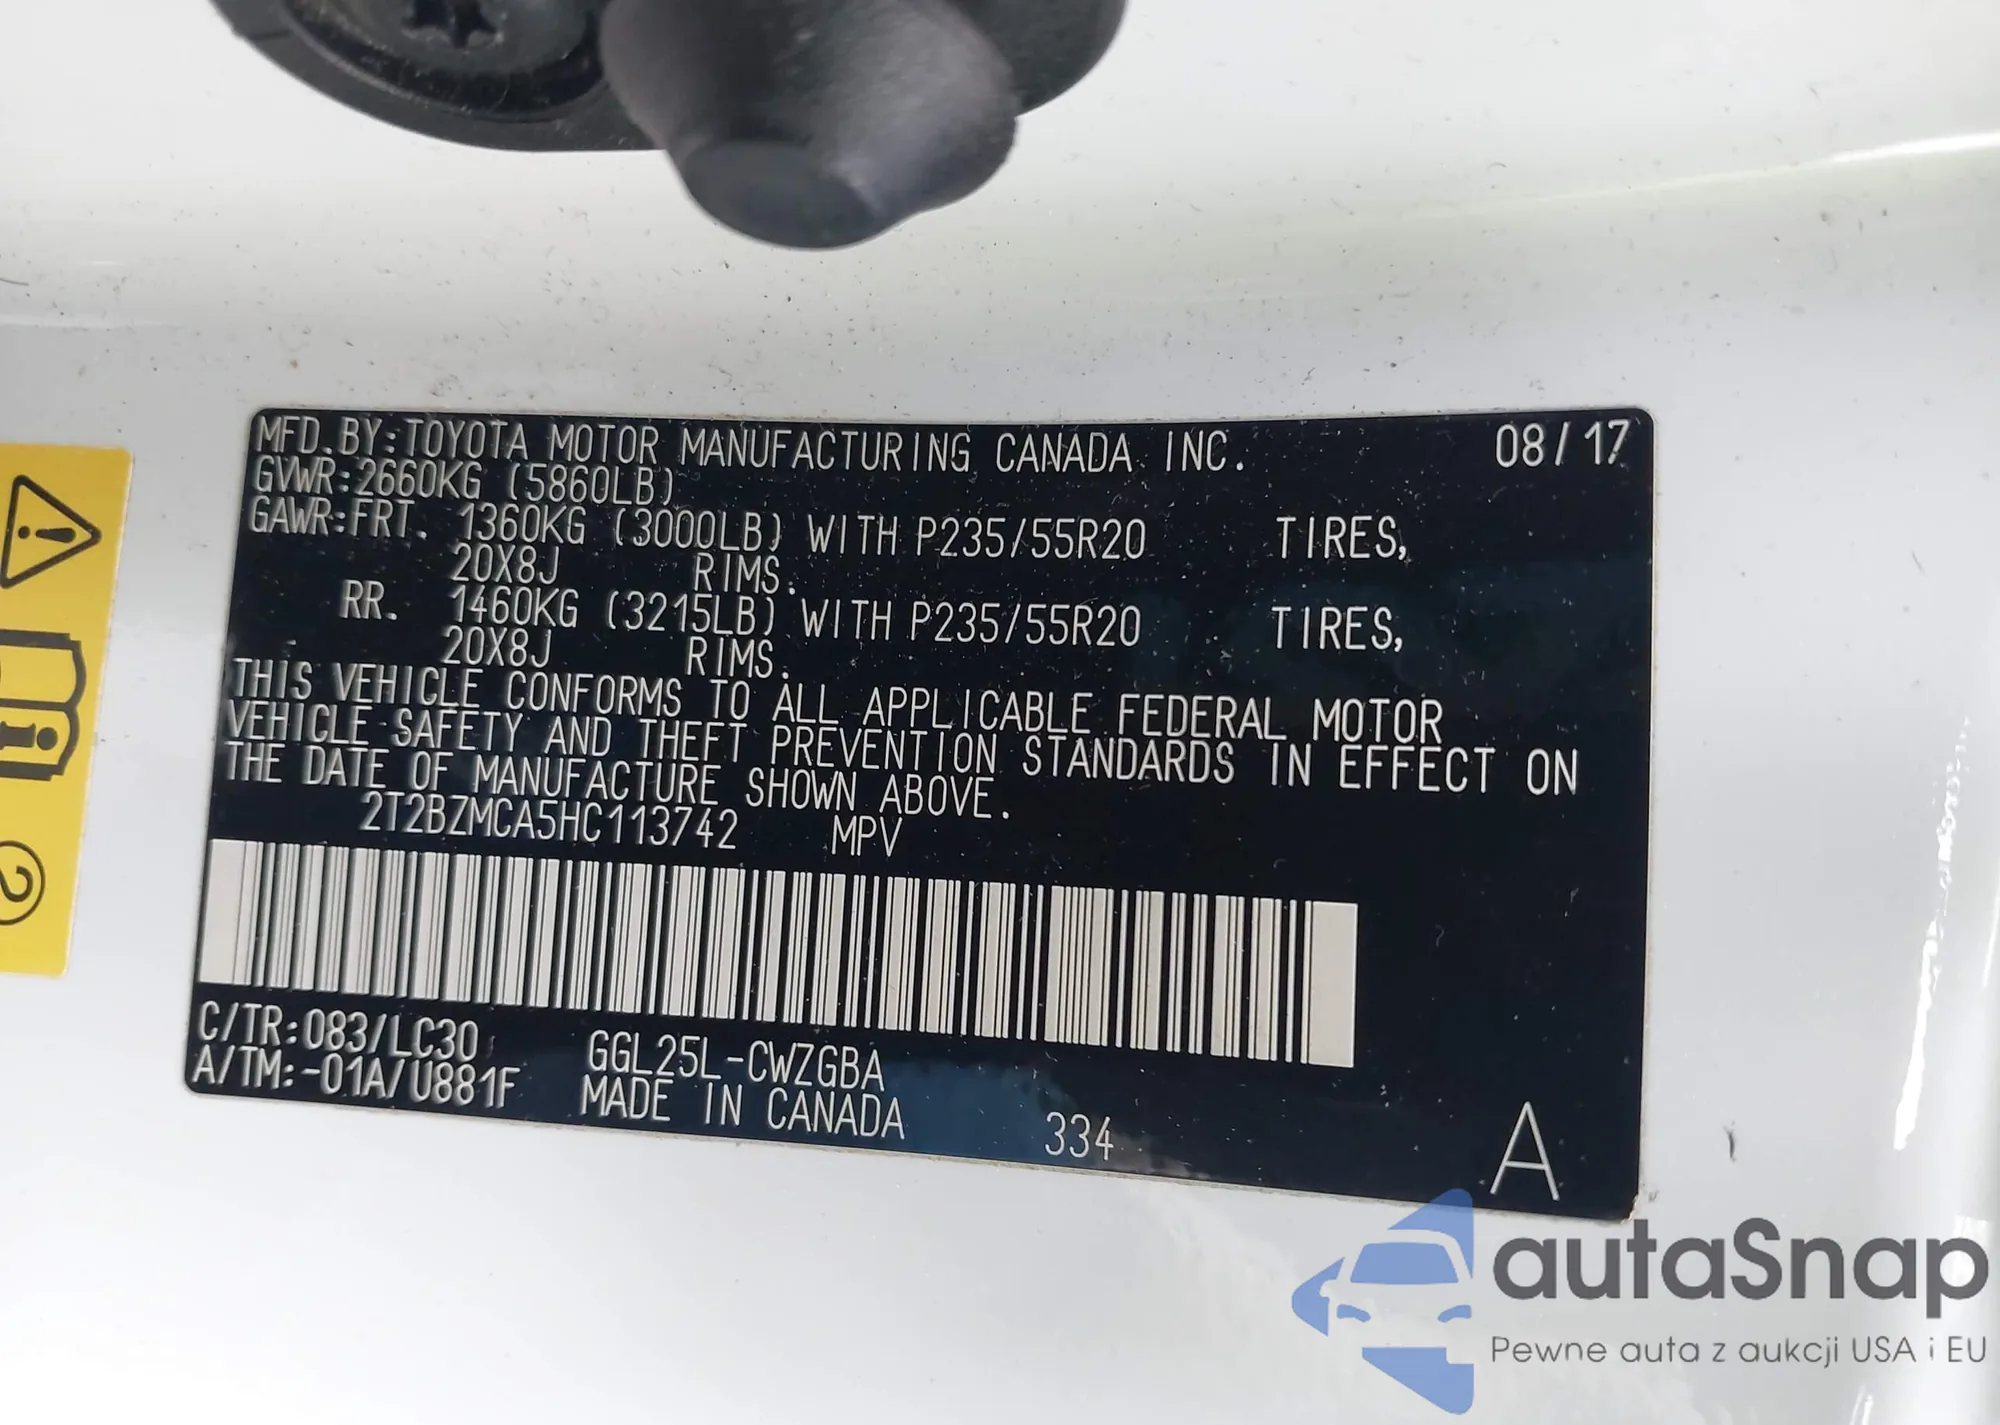 MFD.BY:TOYOTA MOTOR MANUFACTURING CANADA INC. 08/17
GVWR:2660KG (5860LB)
GAWR:FRT. 1360KG (3000LB) WITH P235/55R20 TIRES,
20X8J RIMS.
RR. 1460KG (3215LB) WITH P235/55R20 TIRES,
20X8J RIMS.
THIS VEHICLE CONFORMS TO ALL APPLICABLE FEDERAL MOTOR
VEHICLE SAFETY AND THEFT PREVENTION STANDARDS IN EFFECT ON
THE DATE OF MANUFACTURE SHOWN ABOVE.
2T2BZMCA5HC113742 MPV
C/TR:083/LC30 GGL25L-CWZGBA
A/TM:-01A/U881F MADE IN CANADA 334 A
2
autaSnap
Pewne auta z aukcji USA i EU